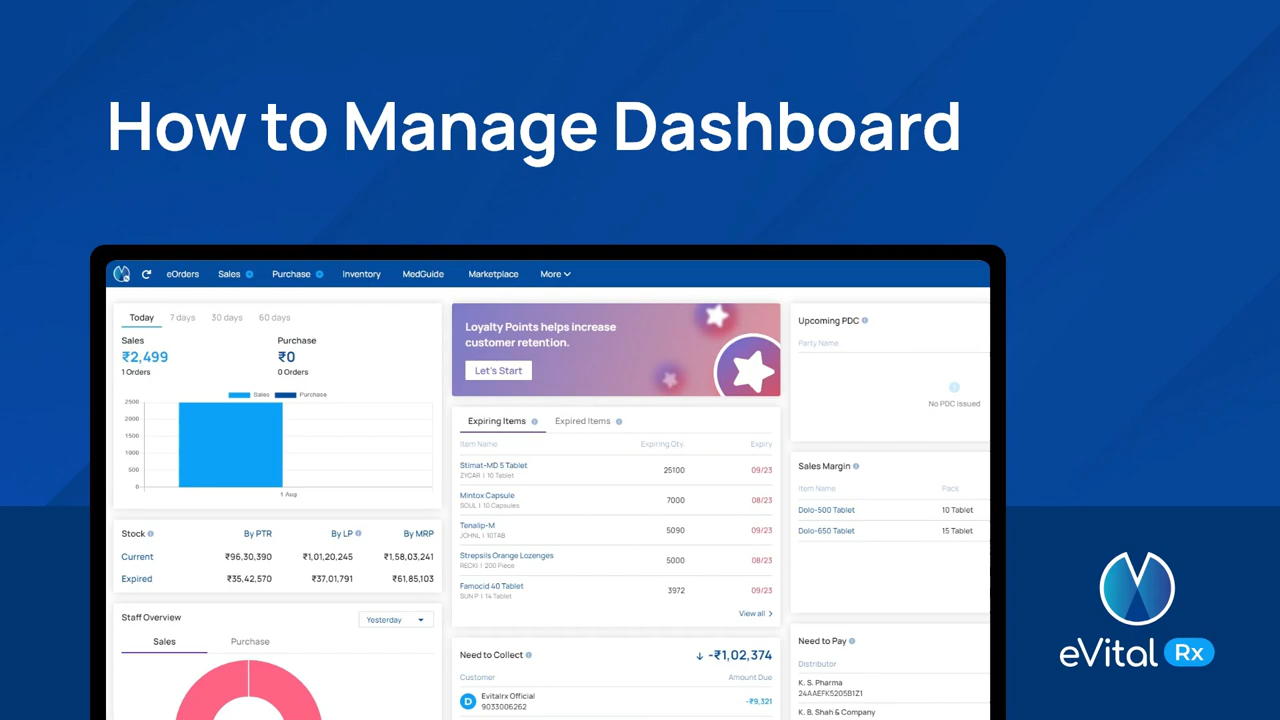 How to Manage Dashboard
eOrders Sales Purchase Inventory MedGuide Marketplace More
Today 7 days 30 days 60 days
Sales Purchase
₹2,499 ₹0
1 Orders 0 Orders
Sales Purchase
2500
2000
1500
1000
500
0
1 Aug
Stock By PTR By LP By MRP
Current ₹96,30,390 ₹1,01,20,245 ₹1,58,03,241
Expired ₹35,42,570 ₹37,01,791 ₹61,85,103
Staff Overview Yesterday
Sales Purchase
Loyalty Points helps increase
customer retention.
Let's Start
Expiring Items Expired Items
Item Name Expiring Qty. Expiry
Stimat-MD 5 Tablet 25100 09/23
ZYCAR | 10 Tablet
Mintox Capsule 7000 08/23
SOUL | 10 Capsules
Tenalip-M 5090 09/23
JOHNL | 10TAB
Strepsils Orange Lozenges 5000 08/23
RECKI | 200 Piece
Famocid 40 Tablet 3972 09/23
SUN P | 14 Tablet
View all
Need to Collect ↓ -₹1,02,374
Customer Amount Due
D Evitalrx Official -₹9,321
9033006262
Upcoming PDC
Party Name
No PDC issued
Sales Margin
Item Name Pack
Dolo-500 Tablet 10 Tablet
Dolo-650 Tablet 15 Tablet
Need to Pay
Distributor
K. S. Pharma
24AAEFK5205B1Z1
K. B. Shah & Company
eVital Rx